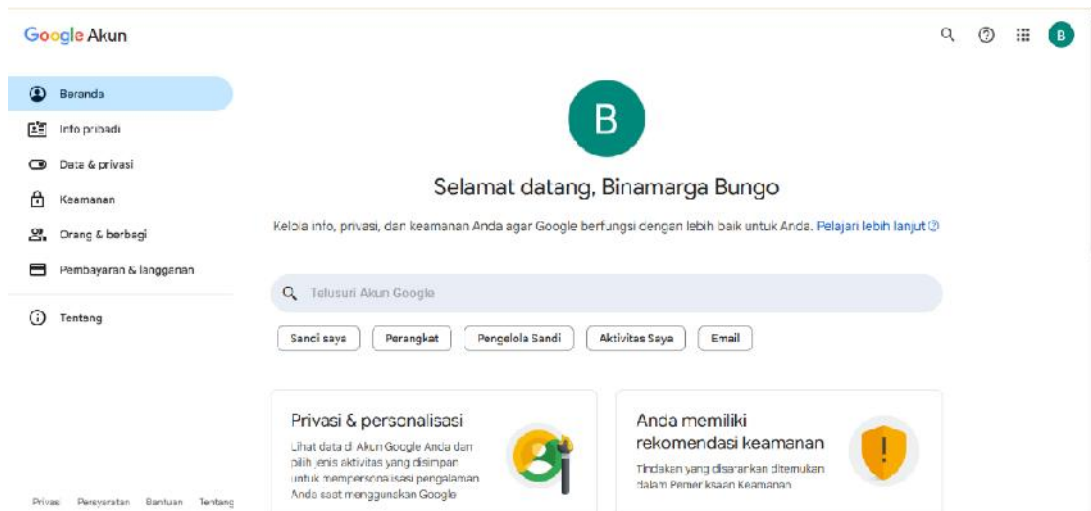 Google Akun
B
Beranda
Info pribadi
Data & privasi
Keamanan
Orang & berbagi
Pembayaran & langganan
Tentang
B
Selamat datang, Binamarga Bungo
Kelola info, privasi, dan keamanan Anda agar Google berfungsi dengan lebih baik untuk Anda. Pelajari lebih lanjut
Telusuri Akun Google
Sandi saya
Perangkat
Pengelola Sandi
Aktivitas Saya
Email
Privasi & personalisasi
Lihat data di Akun Google Anda dan
pilih jenis aktivitas yang disimpan
untuk mempersonalisasi pengalaman
Anda saat menggunakan Google
Anda memiliki
rekomendasi keamanan
Tindakan yang disarankan ditemukan
dalam Pemeriksaan Keamanan
Privasi Persyaratan Bantuan Tentang